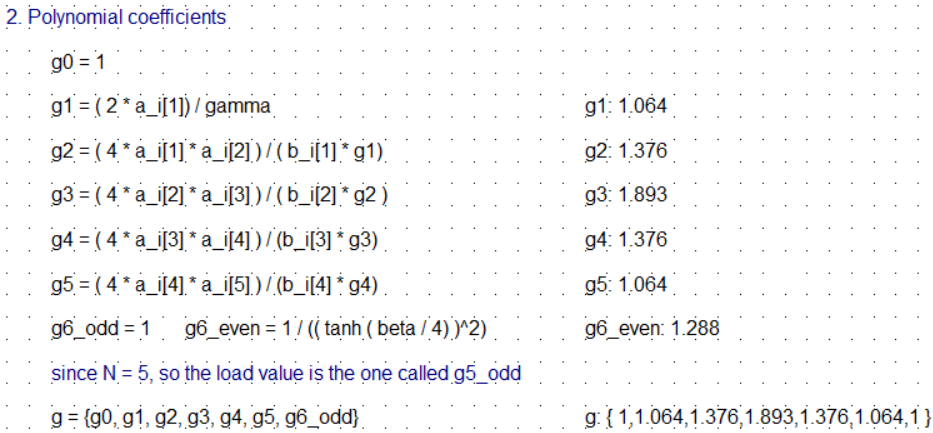 2. Polynomial coefficients
g0 = 1
g1 = ( 2 * a_i[1]) / gamma g1: 1.064
g2 = ( 4 * a_i[1] * a_i[2] ) / ( b_i[1] * g1) g2: 1.376
g3 = ( 4 * a_i[2] * a_i[3] ) / ( b_i[2] * g2 ) g3: 1.893
g4 = ( 4 * a_i[3] * a_i[4] ) / (b_i[3] * g3) g4: 1.376
g5 = ( 4 * a_i[4] * a_i[5] ) / (b_i[4] * g4) g5: 1.064
g6_odd = 1 g6_even = 1 / (( tanh ( beta / 4) )^2) g6_even: 1.288
since N = 5, so the load value is the one called g5_odd
g = {g0, g1, g2, g3, g4, g5, g6_odd} g: { 1,1.064,1.376,1.893,1.376,1.064,1 }